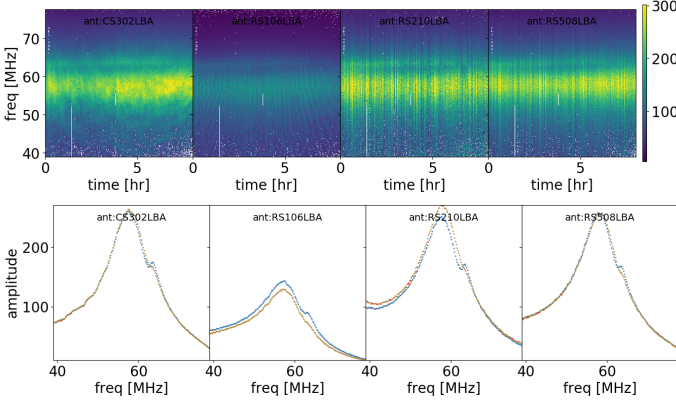 ant:CS302LBA ant:RS106LBA ant:RS210LBA ant:RS508LBA
300
70
60
200
50
100
40
freq [MHz]
0 5 0 5 0 5 0 5
time [hr] time [hr] time [hr] time [hr]
ant:CS302LBA ant:RS106LBA ant:RS210LBA ant:RS508LBA
200
100
amplitude
40 60 40 60 40 60 40 60
freq [MHz] freq [MHz] freq [MHz] freq [MHz]